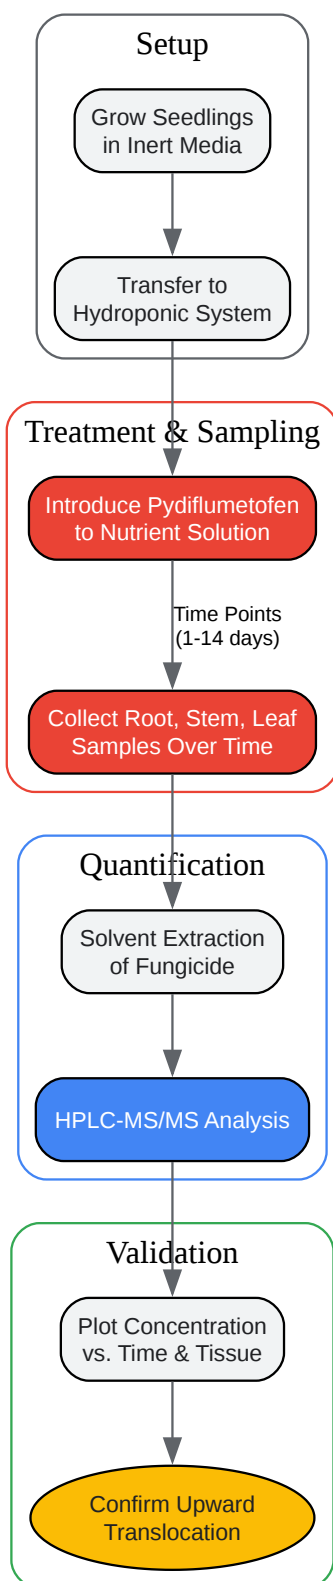 Setup
Grow Seedlings
in Inert Media
Transfer to
Hydroponic System
Treatment & Sampling
Introduce Pydiflumetofen
to Nutrient Solution
Time Points
(1-14 days)
Collect Root, Stem, Leaf
Samples Over Time
Quantification
Solvent Extraction
of Fungicide
HPLC-MS/MS Analysis
Validation
Plot Concentration
vs. Time & Tissue
Confirm Upward
Translocation